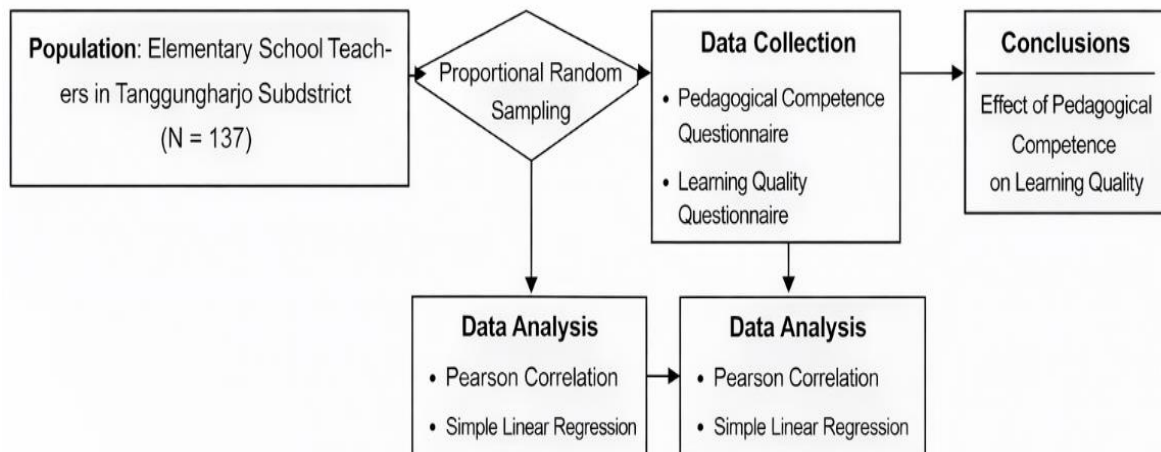 Population: Elementary School Teach-
ers in Tanggungharjo Subdstrict
(N = 137)
Proportional Random
Sampling
Data Collection
• Pedagogical Competence
Questionnaire
• Learning Quality
Questionnaire
Conclusions
Effect of Pedagogical
Competence
on Learning Quality
Data Analysis
• Pearson Correlation
• Simple Linear Regression
Data Analysis
• Pearson Correlation
• Simple Linear Regression